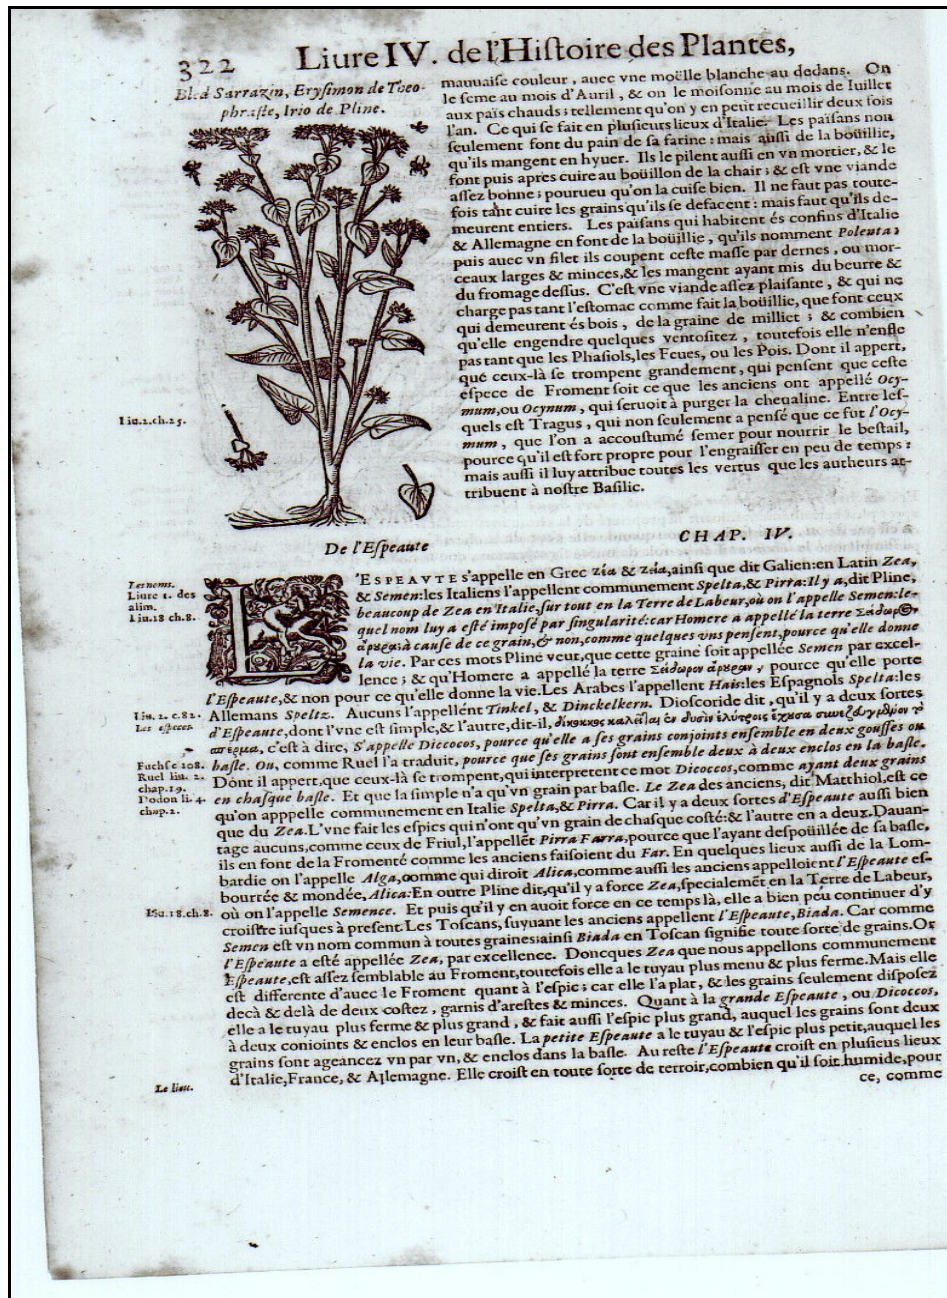 322
Liure IV. de l'Hiſtoire des Plantes,
Bled Sarrazin, Eryſimon de Theo-
phraſte, Irio de Pline.
mauuaiſe couleur, auec vne moëlle blanche au dedans. On
le ſeme au mois d'Auril, & on le moiſonne au mois de Iuillet
aux païs chauds; tellement qu'on y en peut recueillir deux fois
l'an. Ce qui ſe fait en pluſieurs lieux d'Italie. Les païſans non
ſeulement font du pain de ſa farine: mais auſſi de la boüillie,
qu'ils mangent en hyuer. Ils le pilent auſſi en vn mortier, & le
font puis apres cuire au boüillon de la chair; & eſt vne viande
aſſez bonne; pourueu qu'on la cuiſe bien. Il ne faut pas toute-
fois tant cuire les grains qu'ils ſe defacent: mais faut qu'ils de-
meurent entiers. Les païſans qui habitent és confins d'Italie
& Allemagne en font de la boüillie, qu'ils nomment Polenta;
puis auec vn filet ils coupent ceſte maſſe par dernes, ou mor-
ceaux larges & minces, & les mangent ayant mis du beurre &
du fromage deſſus. C'eſt vne viande aſſez plaiſante, & qui ne
charge pas tant l'eſtomac comme fait la boüillie, que font ceux
qui demeurent és bois, de la graine de milliet; & combien
qu'elle engendre quelques ventoſitez, toutefois elle n'enfle
pas tant que les Phaſiols, les Feues, ou les Pois. Dont il appert,
que ceux-là ſe trompent grandement, qui penſent que ceſte
eſpece de Froment ſoit ce que les anciens ont appellé Ocy-
mum, ou Ocynum, qui ſeruoit à purger la cheualine. Entre leſ-
quels eſt Tragus, qui non ſeulement a penſé que ce fut l'Ocy-
mum, que l'on a accouſtumé ſemer pour nourrir le beſtail,
pource qu'il eſt fort propre pour l'engraiſſer en peu de temps:
mais auſſi il luy attribue toutes les vertus que les autheurs at-
tribuent à noſtre Baſilic.
Liu.2.ch.25.
De l'Eſpeaute
CHAP. IV.
Les noms.
Liure 1. des
alim.
Liu.18 ch.8.
L'ESPEAVTE s'appelle en Grec ζέα & ζειά, ainſi que dit Galien: en Latin Zea,
& Semen: les Italiens l'appellent communement Spelta, & Pirra: Il y a, dit Pline,
beaucoup de Zea en Italie, ſur tout en la Terre de Labeur, où on l'appelle Semen: le-
quel nom luy a eſté impoſé par ſingularité: car Homere a appellé la terre ζείδωρος
ἄρουρα: à cauſe de ce grain, & non, comme quelques vns penſent, pource qu'elle donne
la vie. Par ces mots Pline veut, que cette graine ſoit appellée Semen par excel-
lence; & qu'Homere a appellé la terre ζείδωρον ἄρουραν, pource qu'elle porte
l'Eſpeaute, & non pour ce qu'elle donne la vie. Les Arabes l'appellent Hais: les Eſpagnols Spelta: les
Allemans Speltz. Aucuns l'appellent Tinkel, & Dinckelkern. Dioſcoride dit, qu'il y a deux ſortes
d'Eſpeaute, dont l'vne eſt ſimple, & l'autre, dit-il, δίκοκκος καλεῖται ἐν δυσὶν ἐλύτροις ἔχουσα συνεζευγμένον τὸ
σπέρμα, c'eſt à dire, S'appelle Diccocos, pource qu'elle a ſes grains conjoints enſemble en deux gouſſes ou
baſle. Ou, comme Ruel l'a traduit, pource que ſes grains ſont enſemble deux à deux enclos en la baſle.
Dont il appert, que ceux-là ſe trompent, qui interpretent ce mot Dicoccos, comme ayant deux grains
en chaſque baſle. Et que la ſimple n'a qu'vn grain par baſle. Le Zea des anciens, dit Matthiol, eſt ce
qu'on apppelle communement en Italie Spelta, & Pirra. Car il y a deux ſortes d'Eſpeaute auſſi bien
que du Zea. L'vne fait les eſpics qui n'ont qu'vn grain de chaſque coſté: & l'autre en a deux. Dauan-
tage aucuns, comme ceux de Friul, l'appellẽt Pirra Farra, pource que l'ayant deſpoüillée de ſa baſle,
ils en font de la Fromenté comme les anciens faiſoient du Far. En quelques lieux auſſi de la Lom-
bardie on l'appelle Alga, comme qui diroit Alica, comme auſſi les anciens appelloient l'Eſpeaute eſ-
bourrée & mondée, Alica. En outre Pline dit, qu'il y a force Zea, ſpecialemẽt en la Terre de Labeur,
où on l'appelle Semence. Et puis qu'il y en auoit force en ce temps là, elle a bien peu continuer d'y
croiſtre iuſques à preſent. Les Toſcans, ſuyuant les anciens appellent l'Eſpeaute, Biada. Car comme
Semen eſt vn nom commun à toutes graines: ainſi Biada en Toſcan ſignifie toute ſorte de grains. Or
l'Eſpeaute a eſté appellée Zea, par excellence. Doncques Zea que nous appellons communement
Eſpeaute, eſt aſſez ſemblable au Froment, toutefois elle a le tuyau plus menu & plus ferme. Mais elle
eſt differente d'auec le Froment quant à l'eſpic; car elle l'a plat, & les grains ſeulement diſpoſez
deçà & delà de deux coſtez, garnis d'areſtes & minces. Quant à la grande Eſpeaute, ou Dicoccos,
elle a le tuyau plus ferme & plus grand, & fait auſſi l'eſpic plus grand, auquel les grains ſont deux
à deux conioints & enclos en leur baſle. La petite Eſpeaute a le tuyau & l'eſpic plus petit, auquel les
grains ſont ageancez vn par vn, & enclos dans la baſle. Au reſte l'Eſpeaute croiſt en pluſieus lieux
d'Italie, France, & Allemagne. Elle croiſt en toute ſorte de terroir, combien qu'il ſoit humide, pour
Liu. 2. c.82.
Les eſpeces
Fuchſe 108.
Ruel liu. 2.
chap.19.
Dodon li. 4.
chap.2.
Liu.18.ch.8.
Le lieu.
ce, comme